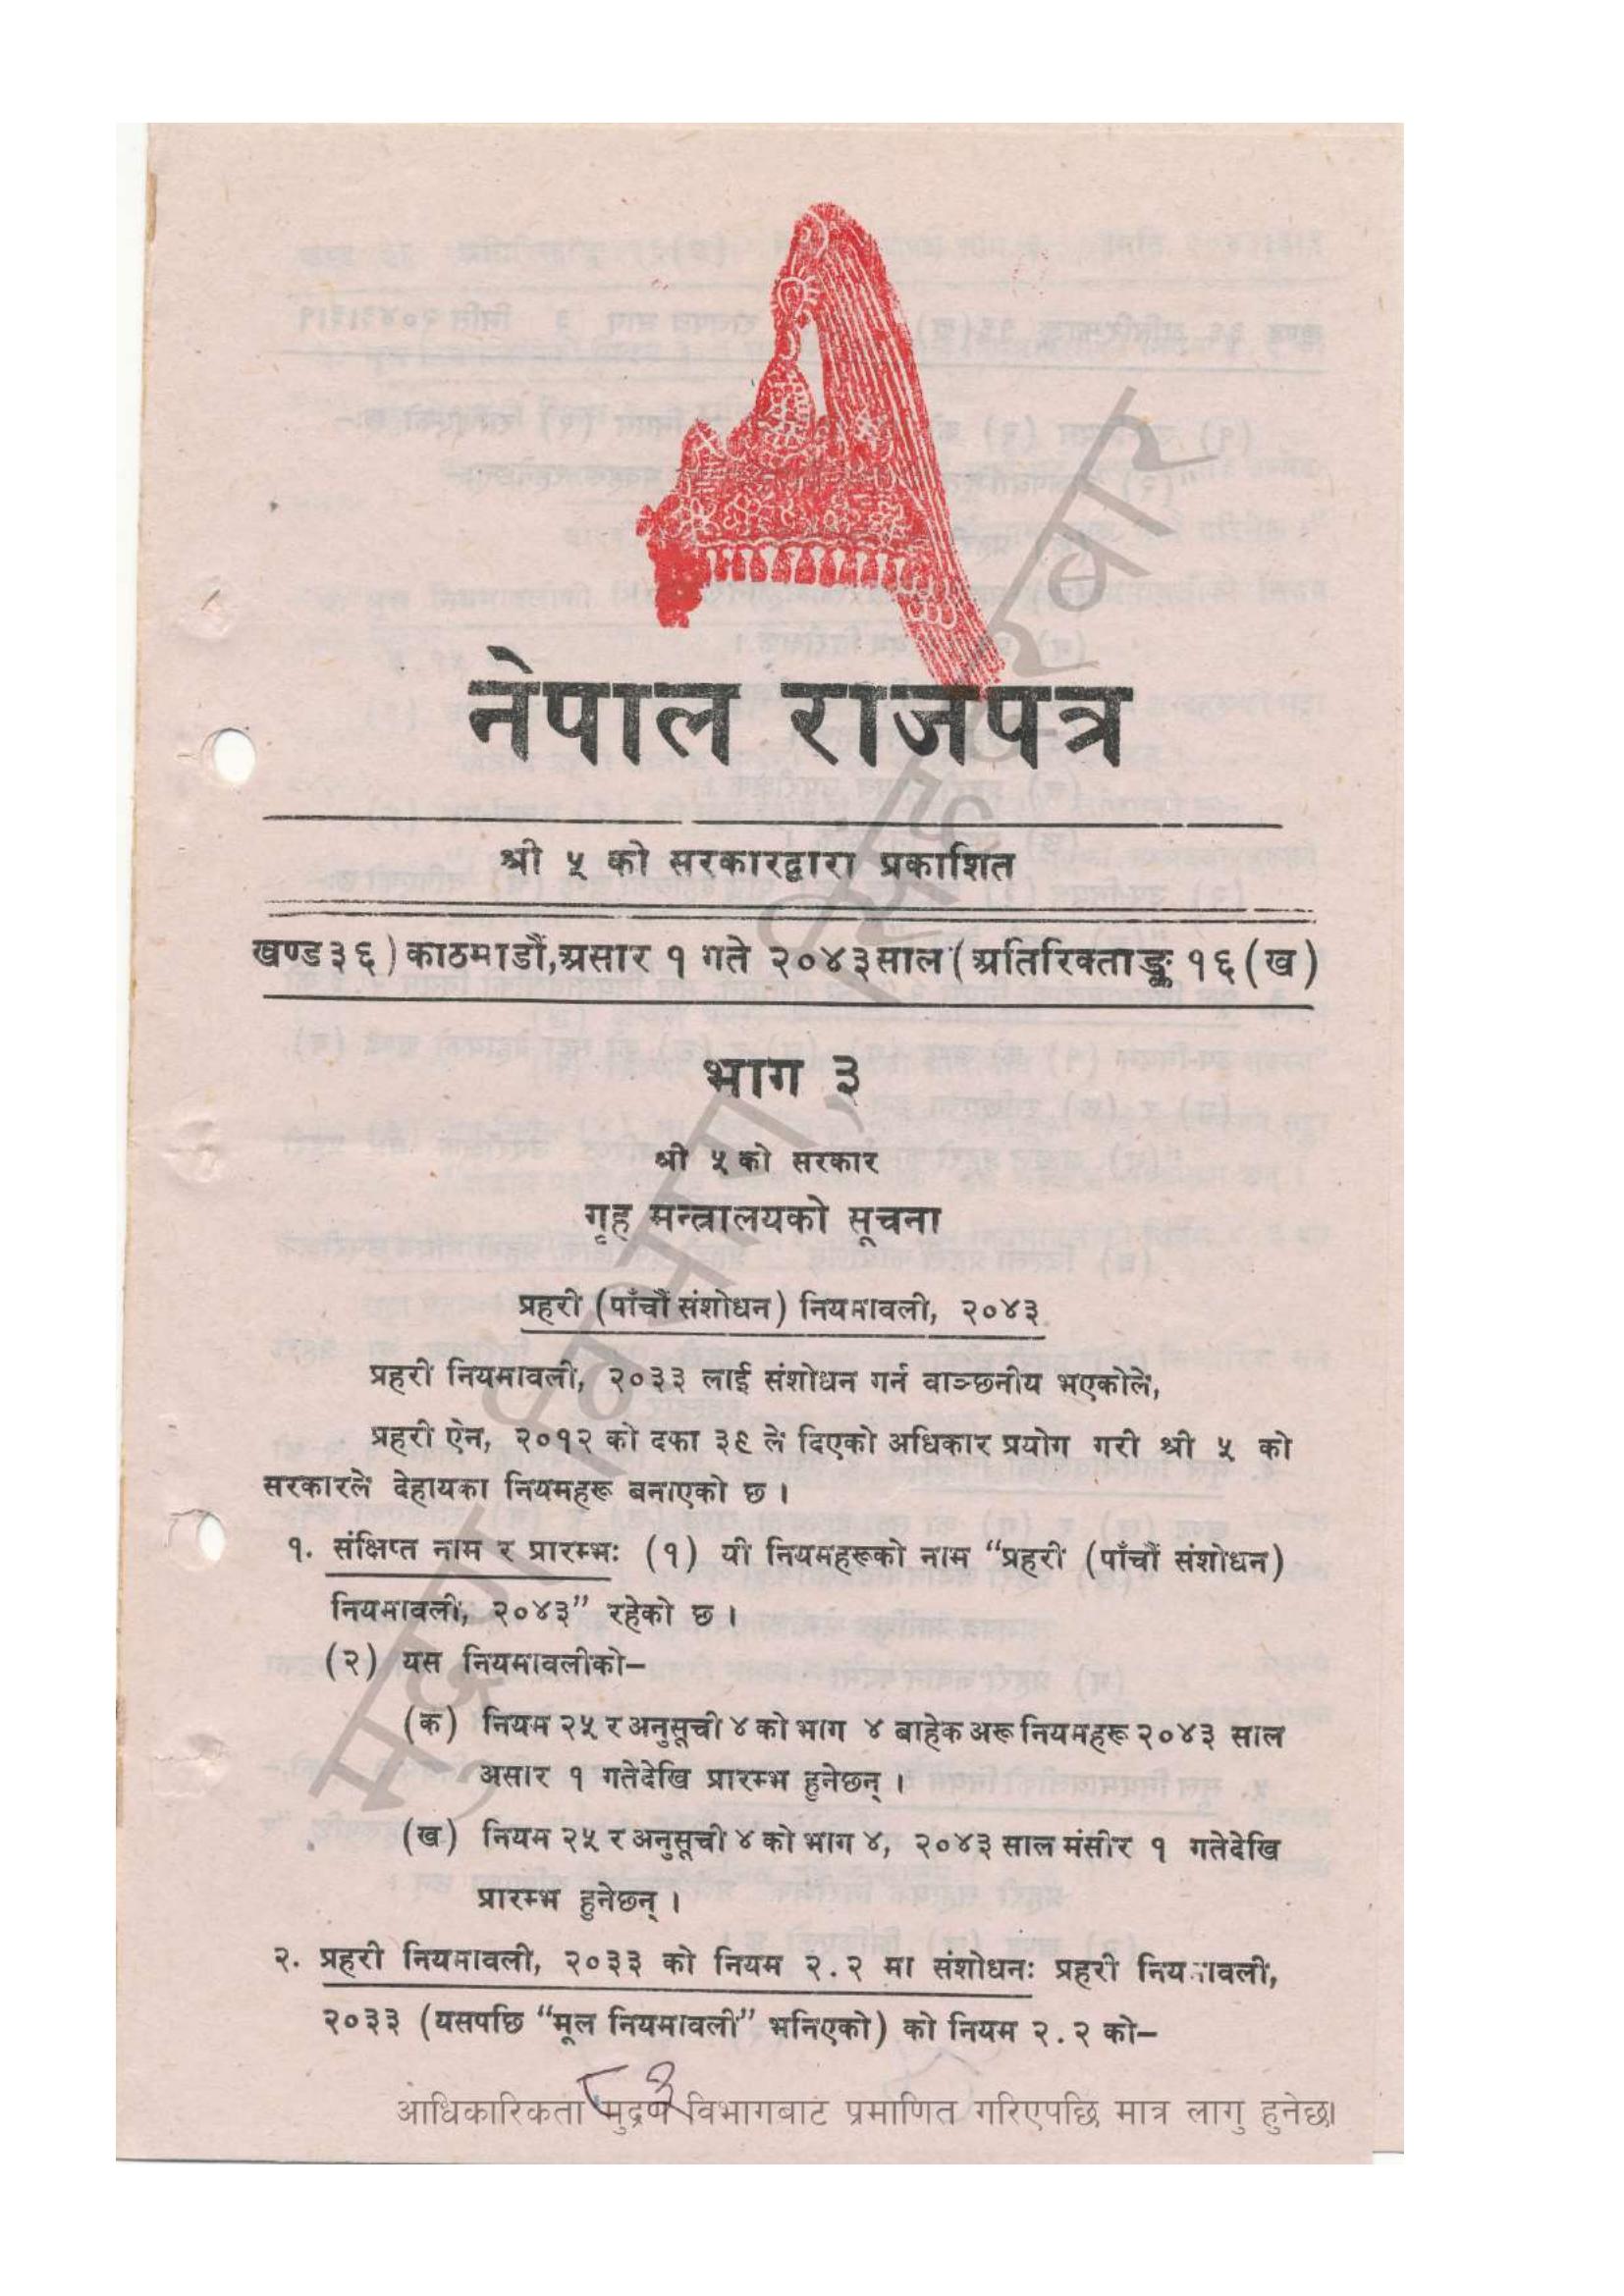 नेपाल राजपत्र
श्री ५ को सरकारद्वारा प्रकाशित
खण्ड ३६) काठमाडौं, असार १ गते २०४३ साल (अतिरिक्ताङ्क १६ (ख)
भाग ३
श्री ५ को सरकार
गृह मन्त्रालयको सूचना
प्रहरी (पाँचौं संशोधन) नियमावली, २०४३
प्रहरी नियमावली, २०३३ लाई संशोधन गर्न वाञ्छनीय भएकोले,
प्रहरी ऐन, २०१२ को दफा ३९ ले दिएको अधिकार प्रयोग गरी श्री ५ को
सरकारले देहायका नियमहरू बनाएको छ ।
१. संक्षिप्त नाम र प्रारम्भः (१) यी नियमहरूको नाम “प्रहरी (पाँचौं संशोधन)
नियमावली, २०४३” रहेको छ ।
(२) यस नियमावलीको–
(क) नियम २५ र अनुसूची ४ को भाग ४ बाहेक अरू नियमहरू २०४३ साल
असार १ गतेदेखि प्रारम्भ हुनेछन् ।
(ख) नियम २५ र अनुसूची ४ को भाग ४, २०४३ साल मंसीर १ गतेदेखि
प्रारम्भ हुनेछन् ।
२. प्रहरी नियमावली, २०३३ को नियम २.२ मा संशोधनः प्रहरी नियमावली,
२०३३ (यसपछि “मूल नियमावली” भनिएको) को नियम २.२ को–
आधिकारिकता मुद्रण विभागबाट प्रमाणित गरिएपछि मात्र लागु हुनेछ।
मुद्रण विभाग, सिंहदरवार